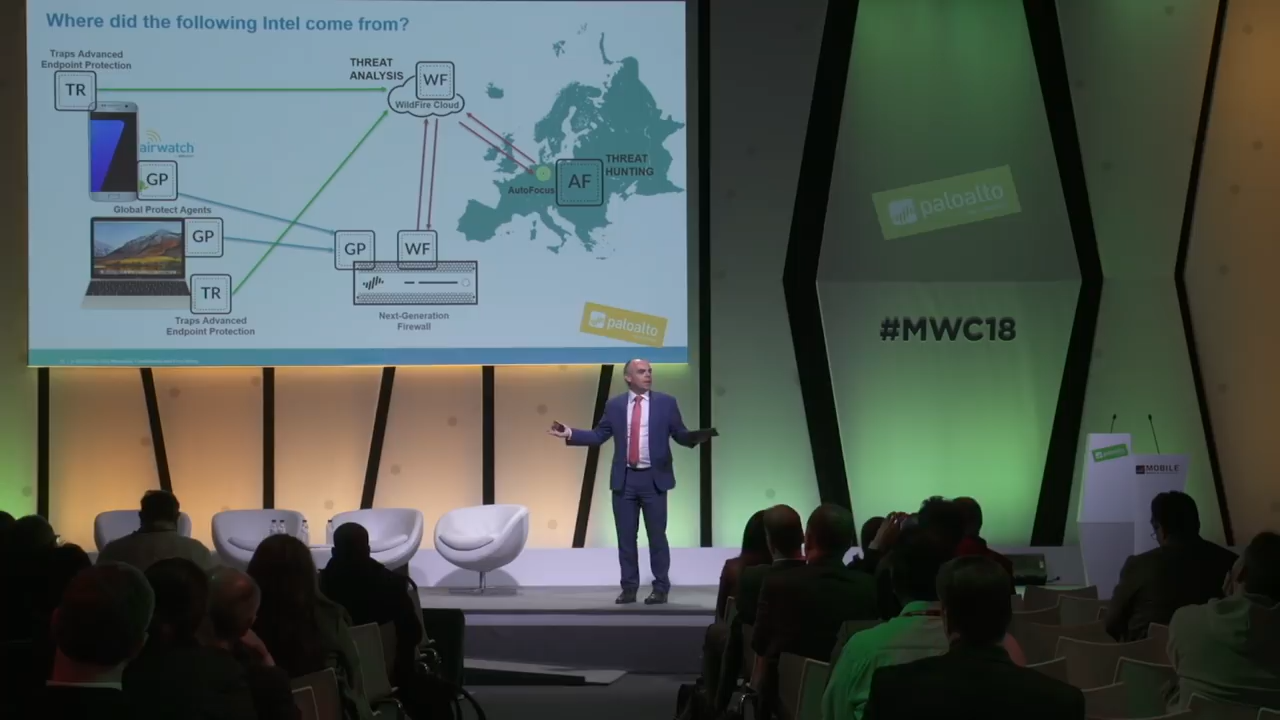 Where did the following Intel come from?
Traps Advanced
Endpoint Protection
TR
THREAT
ANALYSIS
WF
WildFire Cloud
airwatch
GP
Global Protect Agents
GP
TR
Traps Advanced
Endpoint Protection
GP
WF
Next-Generation
Firewall
AutoFocus
AF
THREAT
HUNTING
paloalto
paloalto
#MWC18
paloalto
MOBILE